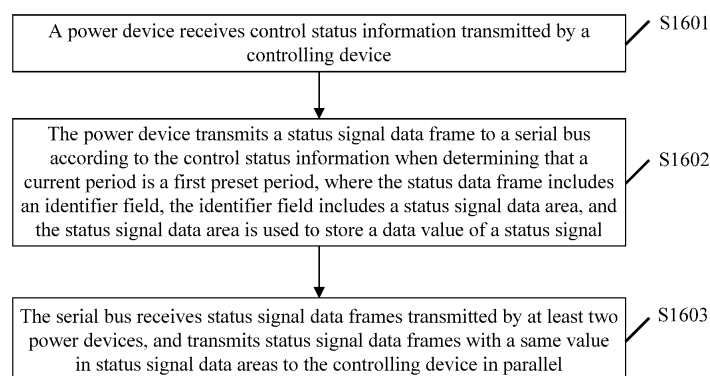 A power device receives control status information transmitted by a
controlling device
S1601
The power device transmits a status signal data frame to a serial bus
according to the control status information when determining that a
current period is a first preset period, where the status data frame includes
an identifier field, the identifier field includes a status signal data area, and
the status signal data area is used to store a data value of a status signal
S1602
The serial bus receives status signal data frames transmitted by at least two
power devices, and transmits status signal data frames with a same value
in status signal data areas to the controlling device in parallel
S1603